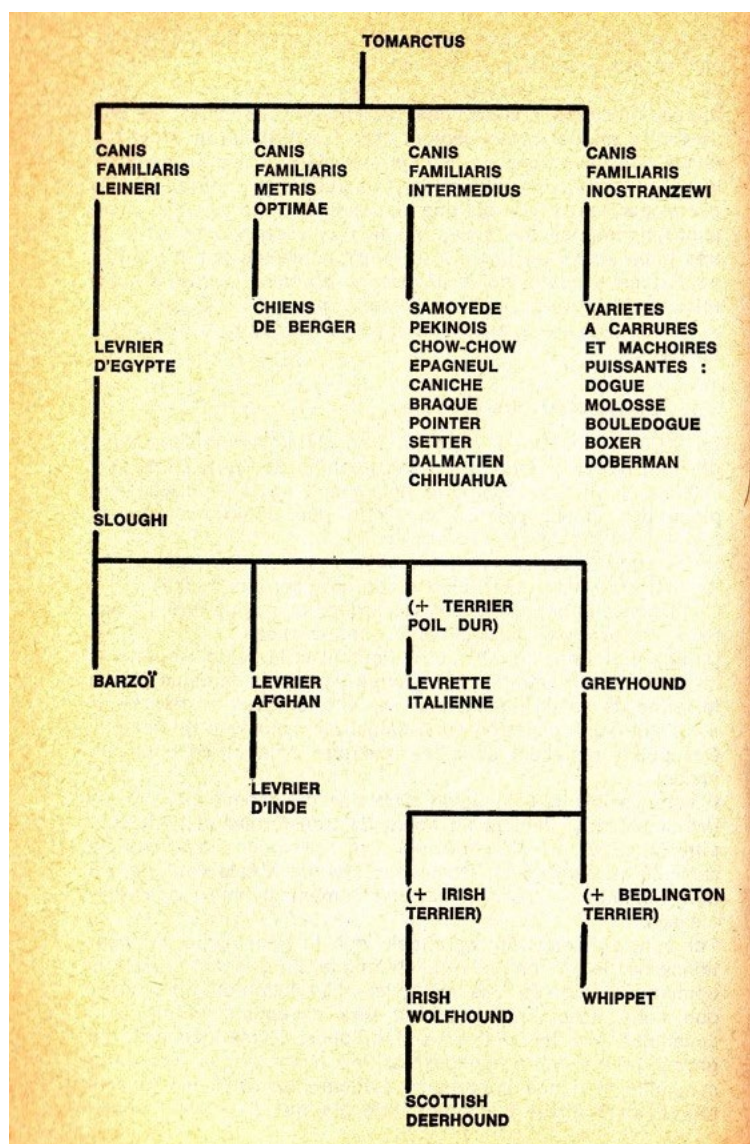 TOMARCTUS
CANIS
FAMILIARIS
LEINERI
CANIS
FAMILIARIS
METRIS
OPTIMAE
CANIS
FAMILIARIS
INTERMEDIUS
CANIS
FAMILIARIS
INOSTRANZEWI
LEVRIER
D'EGYPTE
CHIENS
DE BERGER
SAMOYEDE
PEKINOIS
CHOW-CHOW
EPAGNEUL
CANICHE
BRAQUE
POINTER
SETTER
DALMATIEN
CHIHUAHUA
VARIETES
A CARRURES
ET MACHOIRES
PUISSANTES :
DOGUE
MOLOSSE
BOULEDOGUE
BOXER
DOBERMAN
SLOUGHI
BARZOÏ
LEVRIER
AFGHAN
LEVRIER
D'INDE
(+ TERRIER
POIL DUR)
LEVRETTE
ITALIENNE
GREYHOUND
(+ IRISH
TERRIER)
IRISH
WOLFHOUND
SCOTTISH
DEERHOUND
(+ BEDLINGTON
TERRIER)
WHIPPET